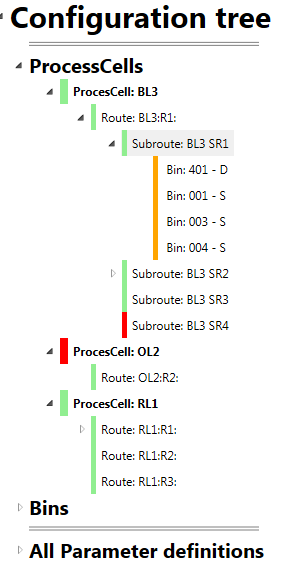 Configuration tree
ProcessCells
ProcesCell: BL3
Route: BL3:R1:
Subroute: BL3 SR1
Bin: 401 - D
Bin: 001 - S
Bin: 003 - S
Bin: 004 - S
Subroute: BL3 SR2
Subroute: BL3 SR3
Subroute: BL3 SR4
ProcesCell: OL2
Route: OL2:R2:
ProcesCell: RL1
Route: RL1:R1:
Route: RL1:R2:
Route: RL1:R3:
Bins
All Parameter definitions